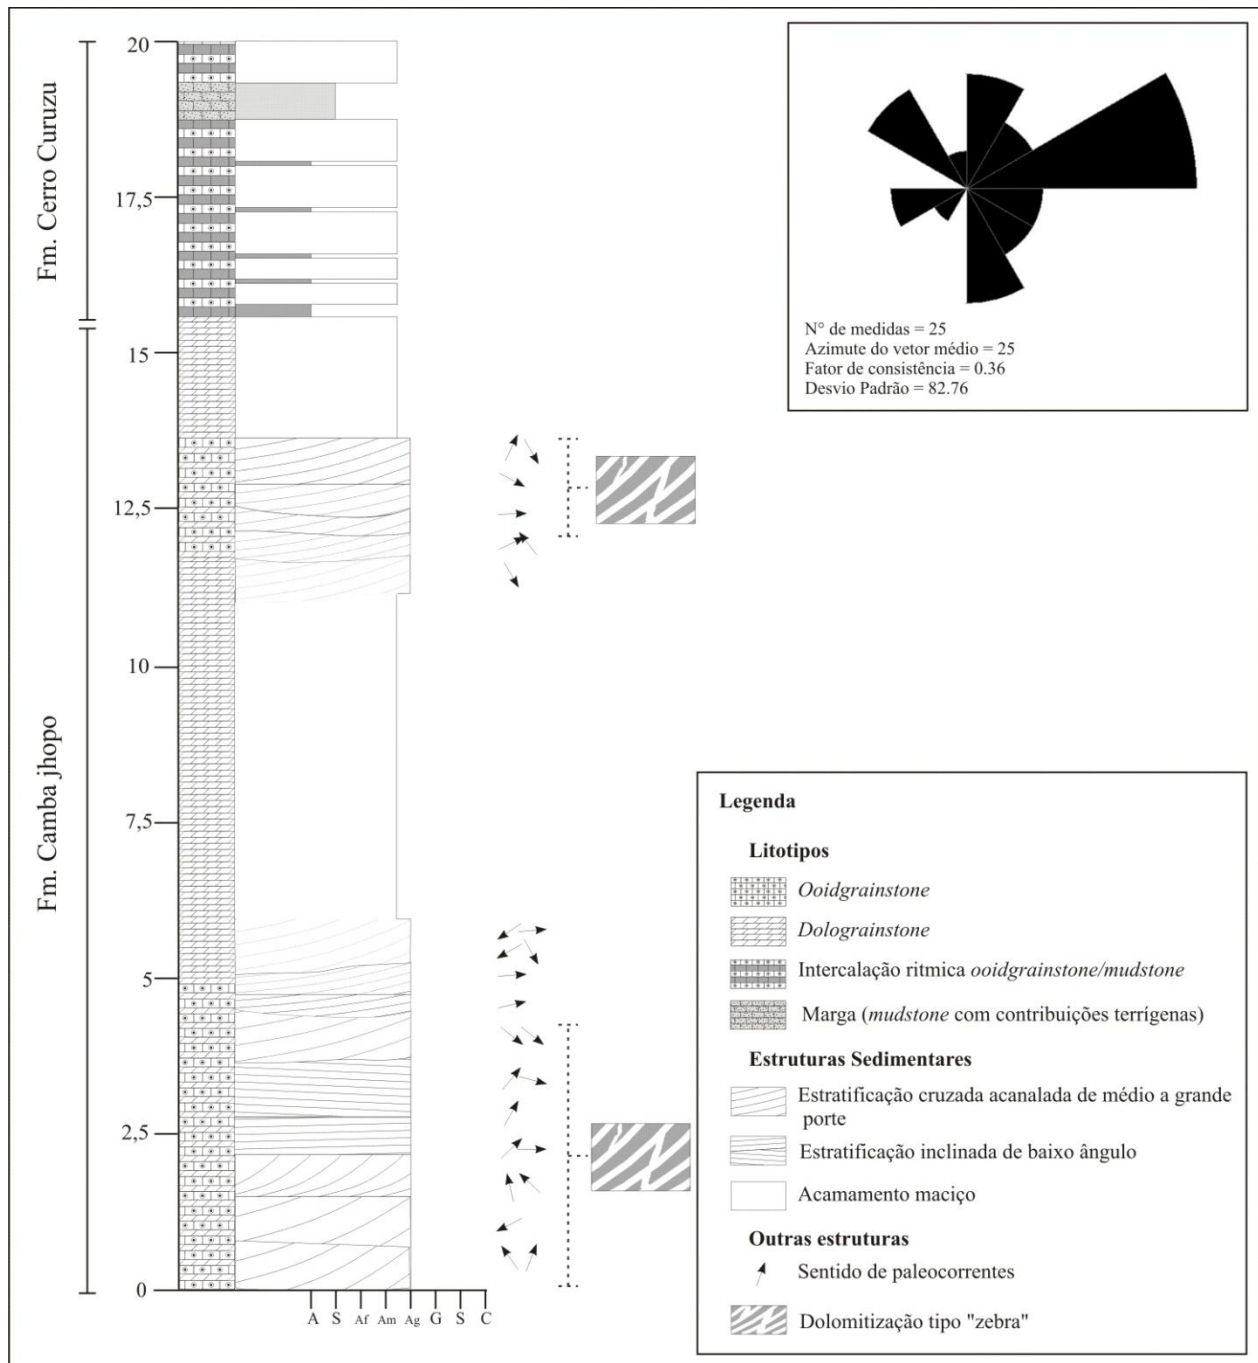 Fm. Cerro Curuzu
Fm. Camba jhopo
20
17,5
15
12,5
10
7,5
5
2,5
0
A S Af Am Ag G S C
N° de medidas = 25
Azimute do vetor médio = 25
Fator de consistência = 0.36
Desvio Padrão = 82.76
Legenda
Litotipos
Ooidgrainstone
Dolograinstone
Intercalação ritmica ooidgrainstone/mudstone
Marga (mudstone com contribuições terrígenas)
Estruturas Sedimentares
Estratificação cruzada acanalada de médio a grande
porte
Estratificação inclinada de baixo ângulo
Acamamento maciço
Outras estruturas
Sentido de paleocorrentes
Dolomitização tipo "zebra"